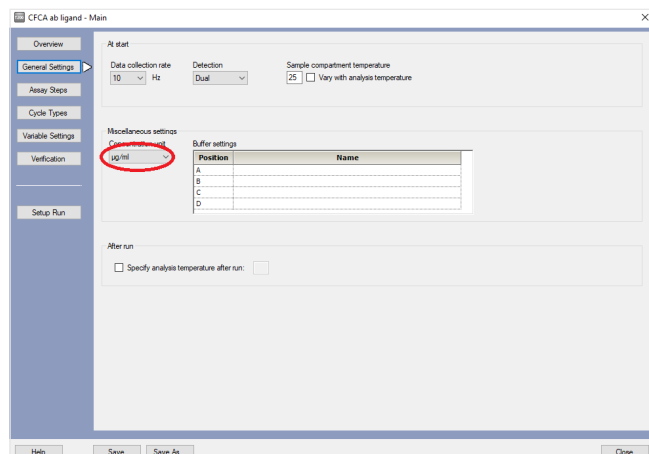 CFCA ab ligand - Main
Overview
General Settings
Assay Steps
Cycle Types
Variable Settings
Verification
Setup Run
At start
Data collection rate Detection Sample compartment temperature
10 Hz Dual 25 Vary with analysis temperature
Miscellaneous settings
Concentration unit Buffer settings
µg/ml Position Name
A
B
C
D
After run
Specify analysis temperature after run:
Help Save Save As Close